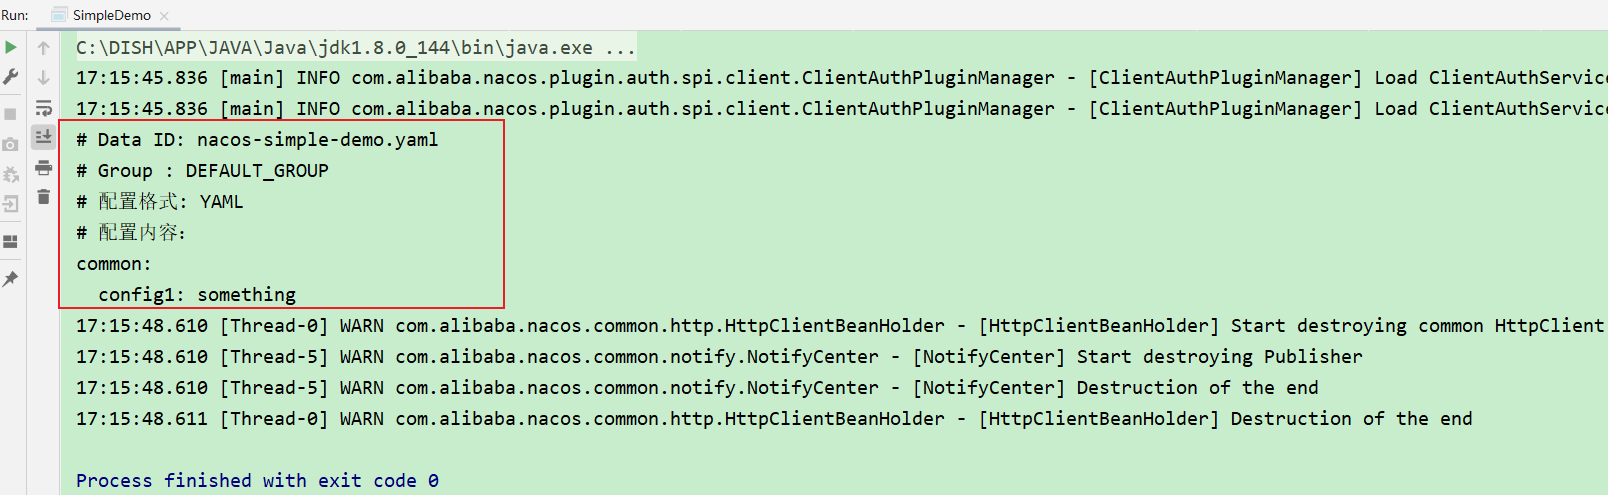 Run: SimpleDemo
C:\DISH\APP\JAVA\Java\jdk1.8.0_144\bin\java.exe ...
17:15:45.836 [main] INFO com.alibaba.nacos.plugin.auth.spi.client.ClientAuthPluginManager - [ClientAuthPluginManager] Load ClientAuthService
17:15:45.836 [main] INFO com.alibaba.nacos.plugin.auth.spi.client.ClientAuthPluginManager - [ClientAuthPluginManager] Load ClientAuthService
# Data ID: nacos-simple-demo.yaml
# Group : DEFAULT_GROUP
# 配置格式: YAML
# 配置内容：
common:
  config1: something
17:15:48.610 [Thread-0] WARN com.alibaba.nacos.common.http.HttpClientBeanHolder - [HttpClientBeanHolder] Start destroying common HttpClient
17:15:48.610 [Thread-5] WARN com.alibaba.nacos.common.notify.NotifyCenter - [NotifyCenter] Start destroying Publisher
17:15:48.610 [Thread-5] WARN com.alibaba.nacos.common.notify.NotifyCenter - [NotifyCenter] Destruction of the end
17:15:48.611 [Thread-0] WARN com.alibaba.nacos.common.http.HttpClientBeanHolder - [HttpClientBeanHolder] Destruction of the end
Process finished with exit code 0